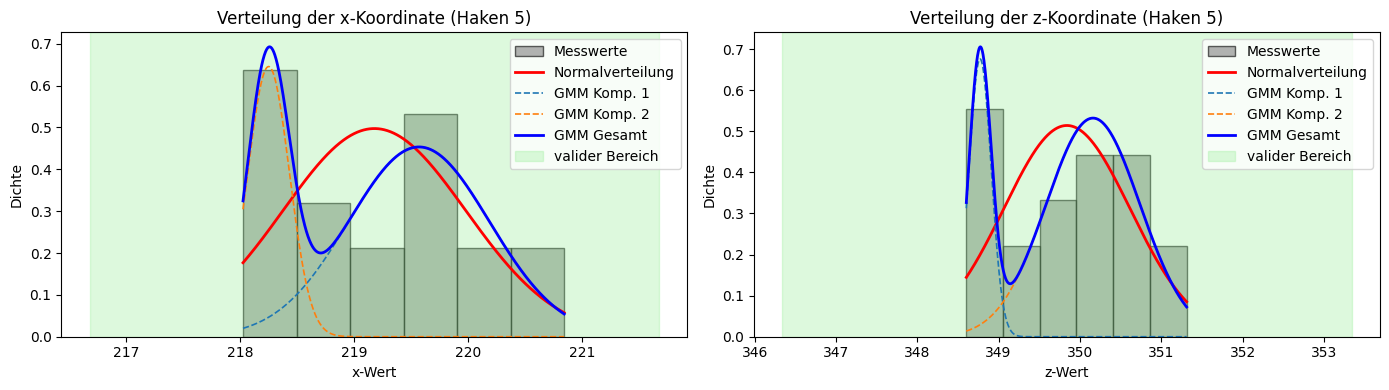 Verteilung der x-Koordinate (Haken 5)
0.7
0.6
0.5
0.4
0.3
0.2
0.1
0.0
Dichte
217
218
219
220
221
x-Wert
Messwerte
Normalverteilung
GMM Komp. 1
GMM Komp. 2
GMM Gesamt
valider Bereich
Verteilung der z-Koordinate (Haken 5)
0.7
0.6
0.5
0.4
0.3
0.2
0.1
0.0
Dichte
346
347
348
349
350
351
352
353
z-Wert
Messwerte
Normalverteilung
GMM Komp. 1
GMM Komp. 2
GMM Gesamt
valider Bereich